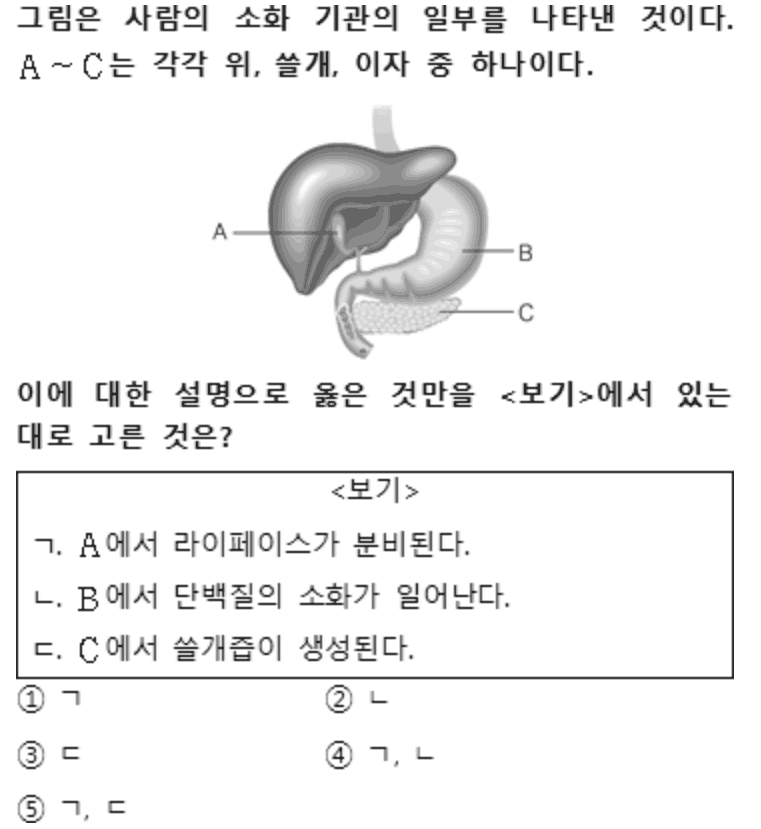 그림은 사람의 소화 기관의 일부를 나타낸 것이다.
A ~ C는 각각 위, 쓸개, 이자 중 하나이다.
A
B
C
이에 대한 설명으로 옳은 것만을 <보기>에서 있는
대로 고른 것은?
<보기>
ㄱ. A에서 라이페이스가 분비된다.
ㄴ. B에서 단백질의 소화가 일어난다.
ㄷ. C에서 쓸개즙이 생성된다.
① ㄱ ② ㄴ
③ ㄷ ④ ㄱ, ㄴ
⑤ ㄱ, ㄷ